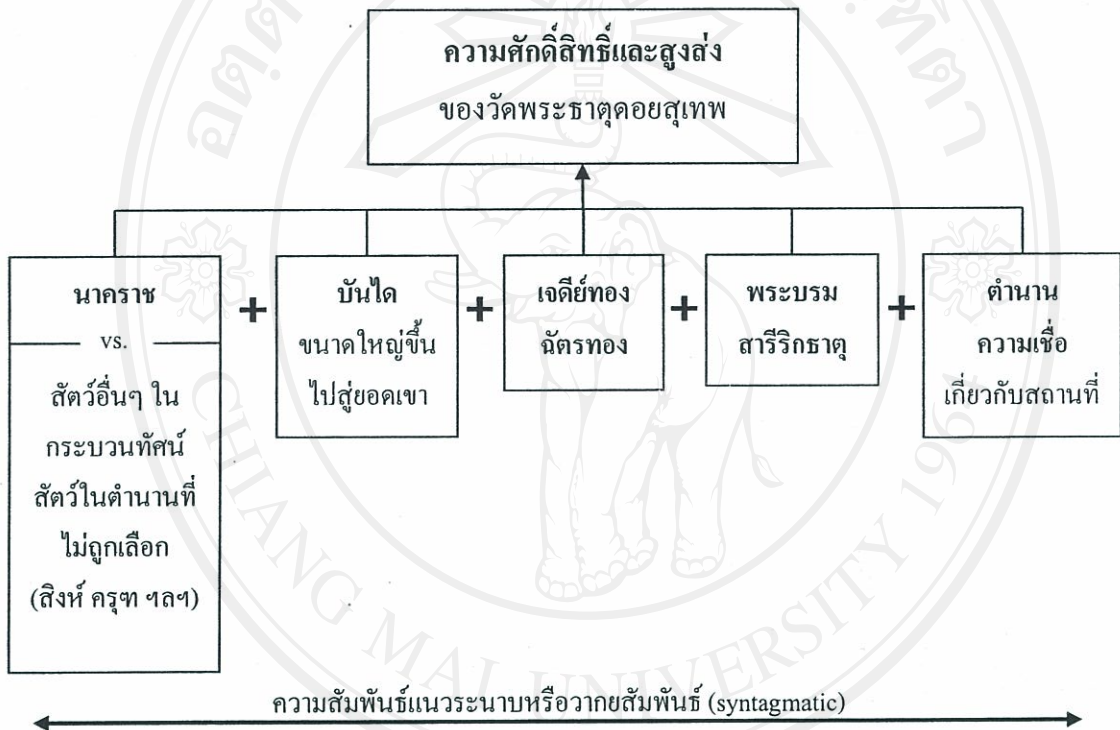 ความศักดิ์สิทธิ์และสูงส่ง
ของวัดพระธาตุดอยสุเทพ
นาคราช
vs.
สัตว์อื่นๆ ใน
กระบวนทัศน์
สัตว์ในตำนานที่
ไม่ถูกเลือก
(สิงห์ ครุฑ ฯลฯ)
+
บันได
ขนาดใหญ่ขึ้น
ไปสู่ยอดเขา
+
เจดีย์ทอง
ฉัตรทอง
+
พระบรม
สารีริกธาตุ
+
ตำนาน
ความเชื่อ
เกี่ยวกับสถานที่
ความสัมพันธ์แนวระนาบหรือวากยสัมพันธ์ (syntagmatic)
CHIANG MAI UNIVERSITY 1964